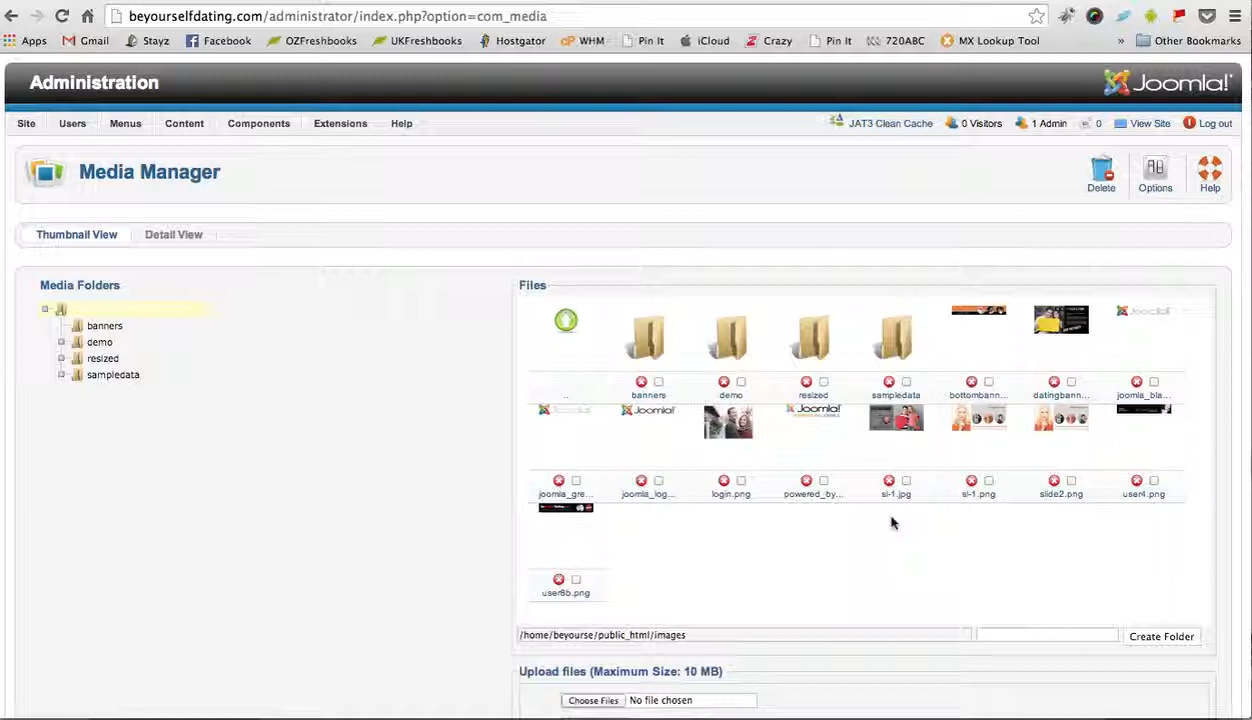 beyourselfdating.com/administrator/index.php?option=com_media
Apps Gmail Stayz Facebook OZFreshbooks UKFreshbooks Hostgator WHM Pin It iCloud Crazy Pin It 720ABC MX Lookup Tool » Other Bookmarks
Administration Joomla!
Site Users Menus Content Components Extensions Help JAT3 Clean Cache 0 Visitors 1 Admin 0 View Site Log out
Media Manager Delete Options Help
Thumbnail View Detail View
Media Folders Files
banners
demo
resized
sampledata
.. banners demo resized sampledata bottombann... datingbann... joomla_bla...
Joomla! Joomla!
joomla_gre... joomla_log... login.png powered_by... sl-1.jpg sl-1.png slide2.png user4.png
user8b.png
/home/beyourse/public_html/images Create Folder
Upload files (Maximum Size: 10 MB)
Choose Files No file chosen